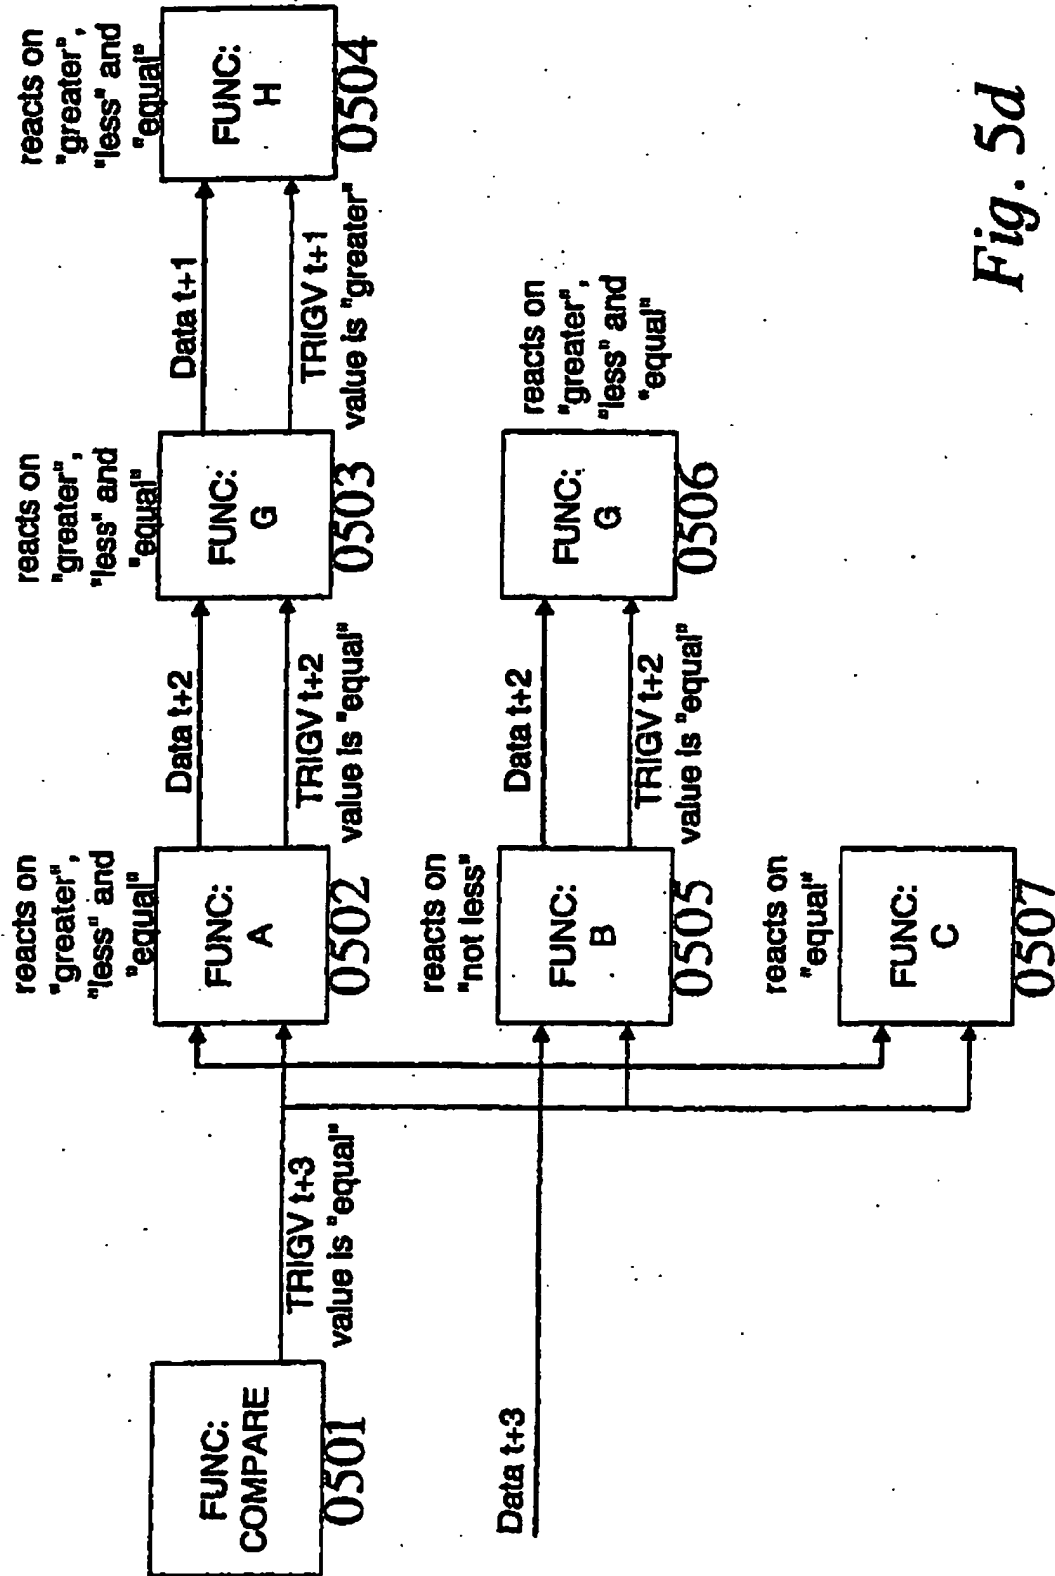 FUNC:
COMPARE
0501
TRIGV t+3
value is "equal"
Data t+3
reacts on
"greater",
"less" and
"equal"
FUNC:
A
0502
Data t+2
TRIGV t+2
value is "equal"
reacts on
"greater",
"less" and
"equal"
FUNC:
G
0503
Data t+1
TRIGV t+1
value is "greater"
reacts on
"greater",
"less" and
"equal"
FUNC:
H
0504
reacts on
"not less"
FUNC:
B
0505
Data t+2
TRIGV t+2
value is "equal"
reacts on
"greater",
"less" and
"equal"
FUNC:
G
0506
reacts on
"equal"
FUNC:
C
0507
Fig. 5d